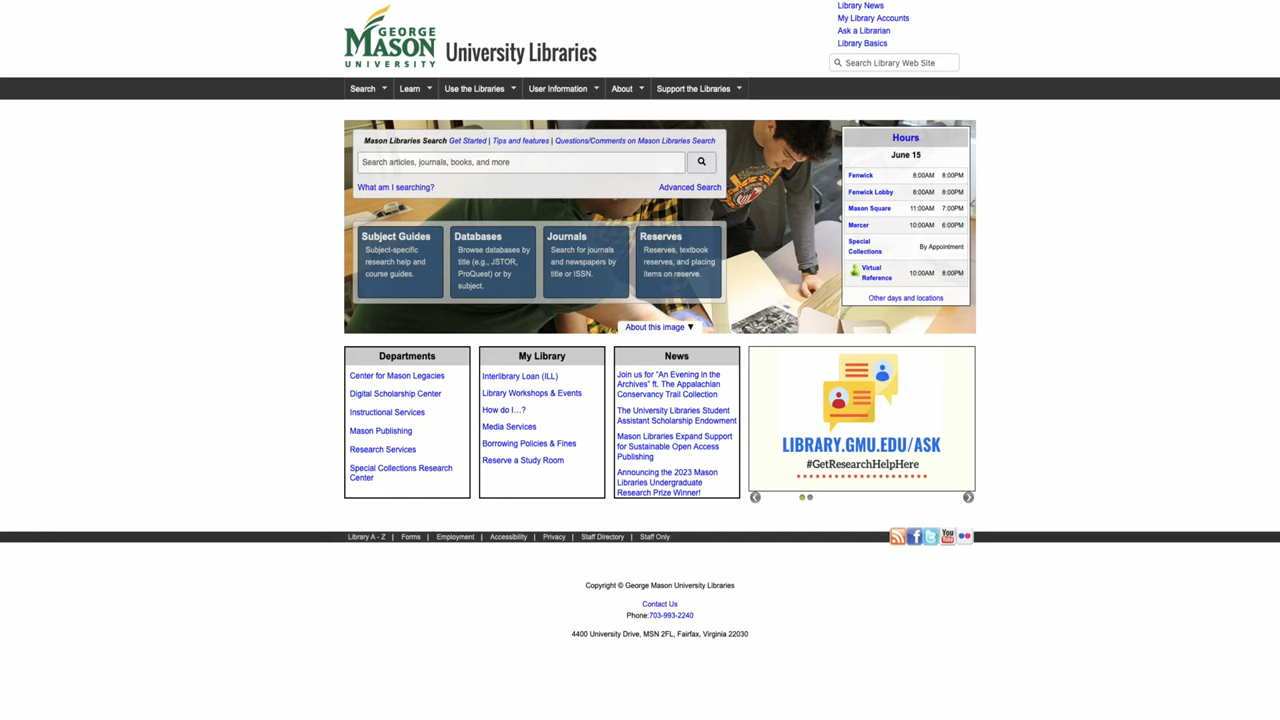 GEORGE
MASON
UNIVERSITY
University Libraries
Library News
My Library Accounts
Ask a Librarian
Library Basics
Search Library Web Site
Search
Learn
Use the Libraries
User Information
About
Support the Libraries
Mason Libraries Search Get Started | Tips and features | Questions/Comments on Mason Libraries Search
Search articles, journals, books, and more
What am I searching?
Advanced Search
Subject Guides
Subject-specific
research help and
course guides.
Databases
Browse databases by
title (e.g., JSTOR,
ProQuest) or by
subject.
Journals
Search for journals
and newspapers by
title or ISSN.
Reserves
Reserves, textbook
reserves, and placing
items on reserve.
About this image ▼
Hours
June 15
Fenwick 8:00AM 8:00PM
Fenwick Lobby 8:00AM 8:00PM
Mason Square 11:00AM 7:00PM
Mercer 10:00AM 6:00PM
Special
Collections
By Appointment
Virtual
Reference
10:00AM 8:00PM
Other days and locations
Departments
Center for Mason Legacies
Digital Scholarship Center
Instructional Services
Mason Publishing
Research Services
Special Collections Research
Center
My Library
Interlibrary Loan (ILL)
Library Workshops & Events
How do I…?
Media Services
Borrowing Policies & Fines
Reserve a Study Room
News
Join us for "An Evening in the
Archives" ft. The Appalachian
Conservancy Trail Collection
The University Libraries Student
Assistant Scholarship Endowment
Mason Libraries Expand Support
for Sustainable Open Access
Publishing
Announcing the 2023 Mason
Libraries Undergraduate
Research Prize Winner!
LIBRARY.GMU.EDU/ASK
#GetResearchHelpHere
Library A - Z | Forms | Employment | Accessibility | Privacy | Staff Directory | Staff Only
You
Tube
Copyright © George Mason University Libraries
Contact Us
Phone:703-993-2240
4400 University Drive, MSN 2FL, Fairfax, Virginia 22030